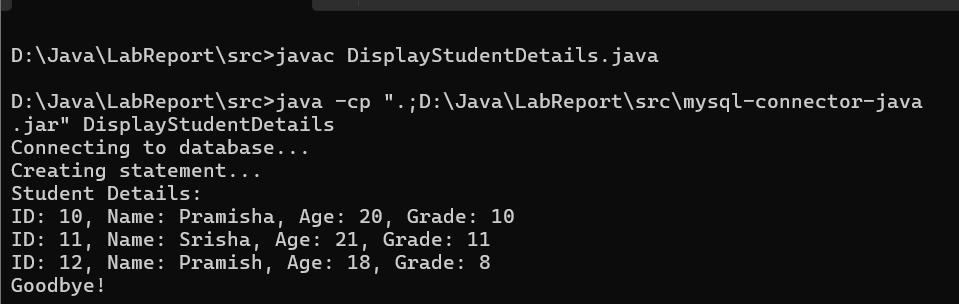 D:\Java\LabReport\src>javac DisplayStudentDetails.java
D:\Java\LabReport\src>java -cp ".;D:\Java\LabReport\src\mysql-connector-java
.jar" DisplayStudentDetails
Connecting to database...
Creating statement...
Student Details:
ID: 10, Name: Pramisha, Age: 20, Grade: 10
ID: 11, Name: Srisha, Age: 21, Grade: 11
ID: 12, Name: Pramish, Age: 18, Grade: 8
Goodbye!